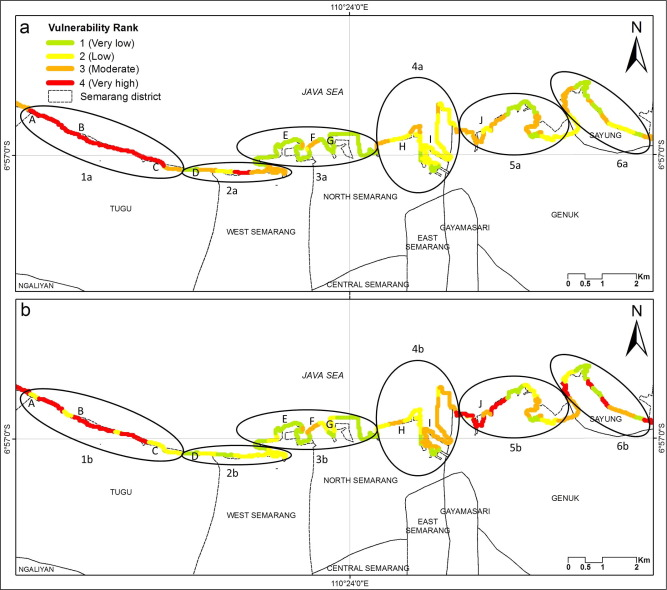 110°24'0"E
a
Vulnerability Rank
1 (Very low)
2 (Low)
3 (Moderate)
4 (Very high)
Semarang district
N
JAVA SEA
4a
A
B
C
D
E
F
G
H
I
J
1a
2a
3a
5a
6a
SAYUNG
6°57'0"S
6°57'0"S
TUGU
WEST SEMARANG
NORTH SEMARANG
EAST
SEMARANG
GAYAMASARI
GENUK
CENTRAL SEMARANG
NGALIYAN
Km
0 0.5 1 2
b
N
JAVA SEA
4b
A
B
C
D
E
F
G
H
I
J
1b
2b
3b
5b
6b
SAYUNG
6°57'0"S
6°57'0"S
TUGU
WEST SEMARANG
NORTH SEMARANG
EAST
SEMARANG
GAYAMASARI
GENUK
CENTRAL SEMARANG
NGALIYAN
Km
0 0.5 1 2
110°24'0"E